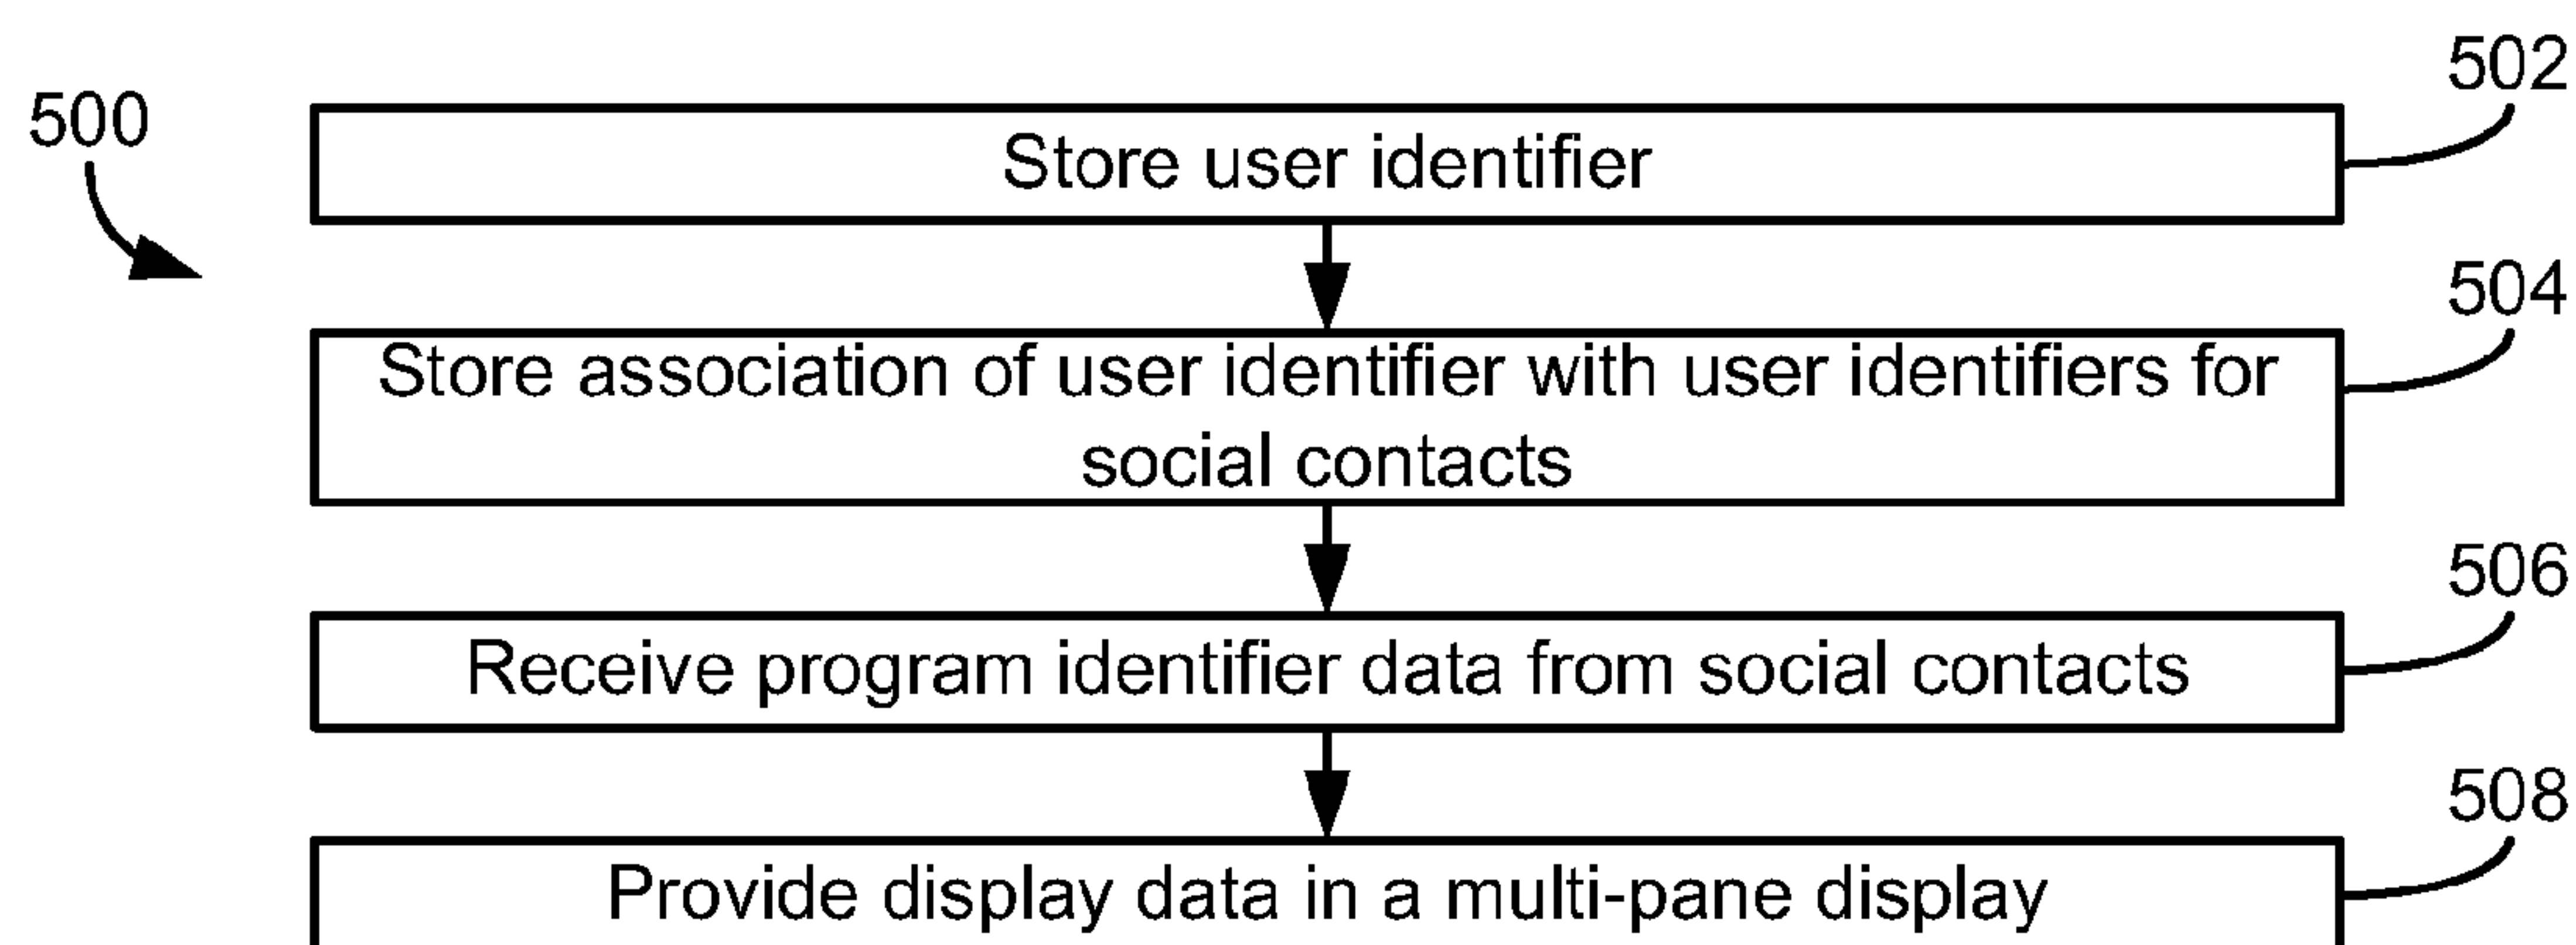 502
500
Store user identifier
504
Store association of user identifier with user identifiers for
social contacts
506
Receive program identifier data from social contacts
508
Provide display data in a multi-pane display